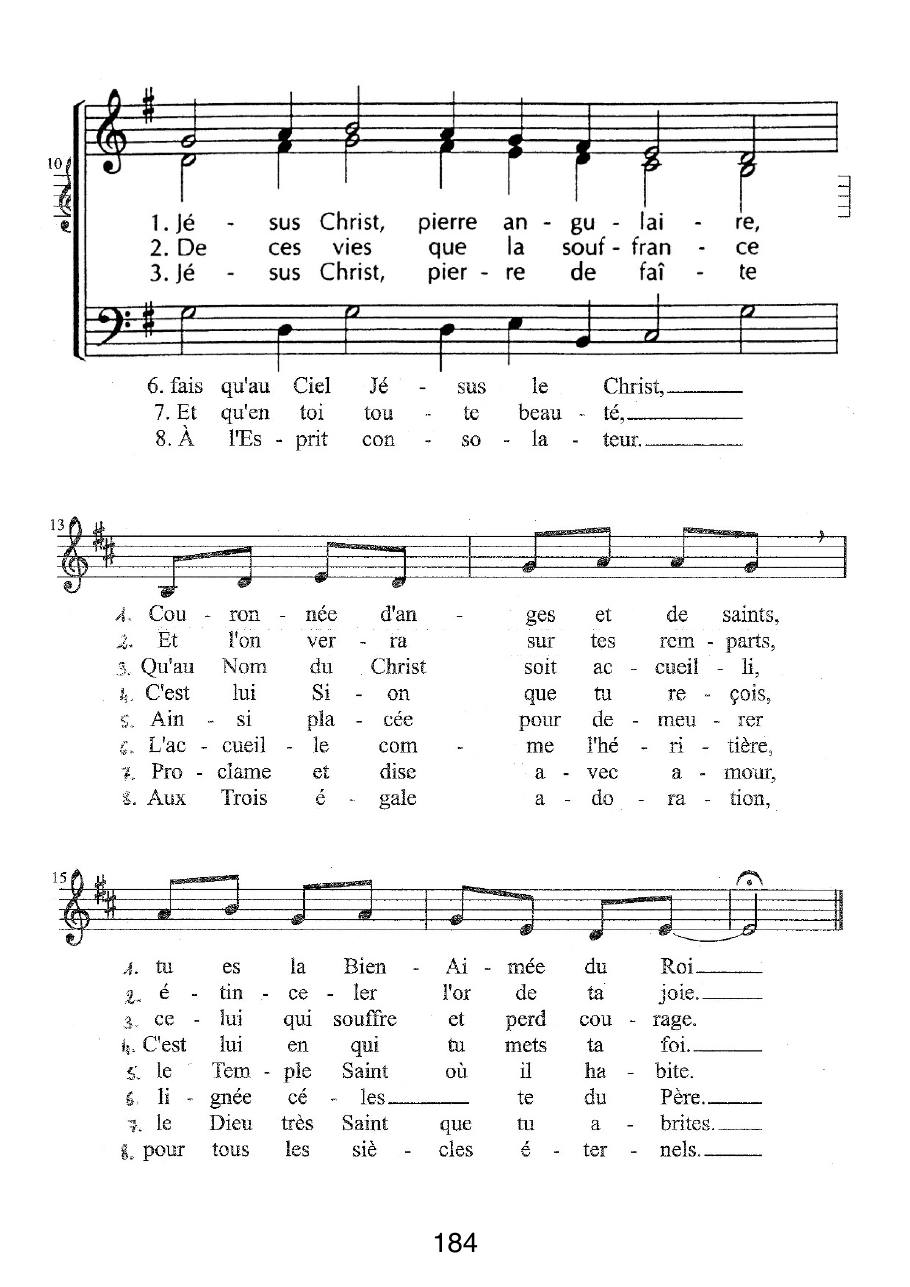 10
1. Jé - sus Christ, pierre an - gu - lai - re,
2. De ces vies que la souf - fran - ce
3. Jé - sus Christ, pier - re de faî - te
6. fais qu'au Ciel Jé - sus le Christ,
7. Et qu'en toi tou - te beau - té,
8. À l'Es - prit con - so - la - teur.
13
1. Cou - ron - née d'an - ges et de saints,
2. Et l'on ver - ra sur tes rem - parts,
3. Qu'au Nom du Christ soit ac - cueil - li,
4. C'est lui Si - on que tu re - çois,
5. Ain - si pla - cée pour de - meu - rer
6. L'ac - cueil - le com - me l'hé - ri - tière,
7. Pro - clame et dise a - vec a - mour,
8. Aux Trois é - gale a - do - ra - tion,
15
1. tu es la Bien - Ai - mée du Roi
2. é - tin - ce - ler l'or de ta joie.
3. ce - lui qui souffre et perd cou - rage.
4. C'est lui en qui tu mets ta foi.
5. le Tem - ple Saint où il ha - bite.
6. li - gnée cé - les te du Père.
7. le Dieu très Saint que tu a - brites.
8. pour tous les siè - cles é - ter - nels.
184